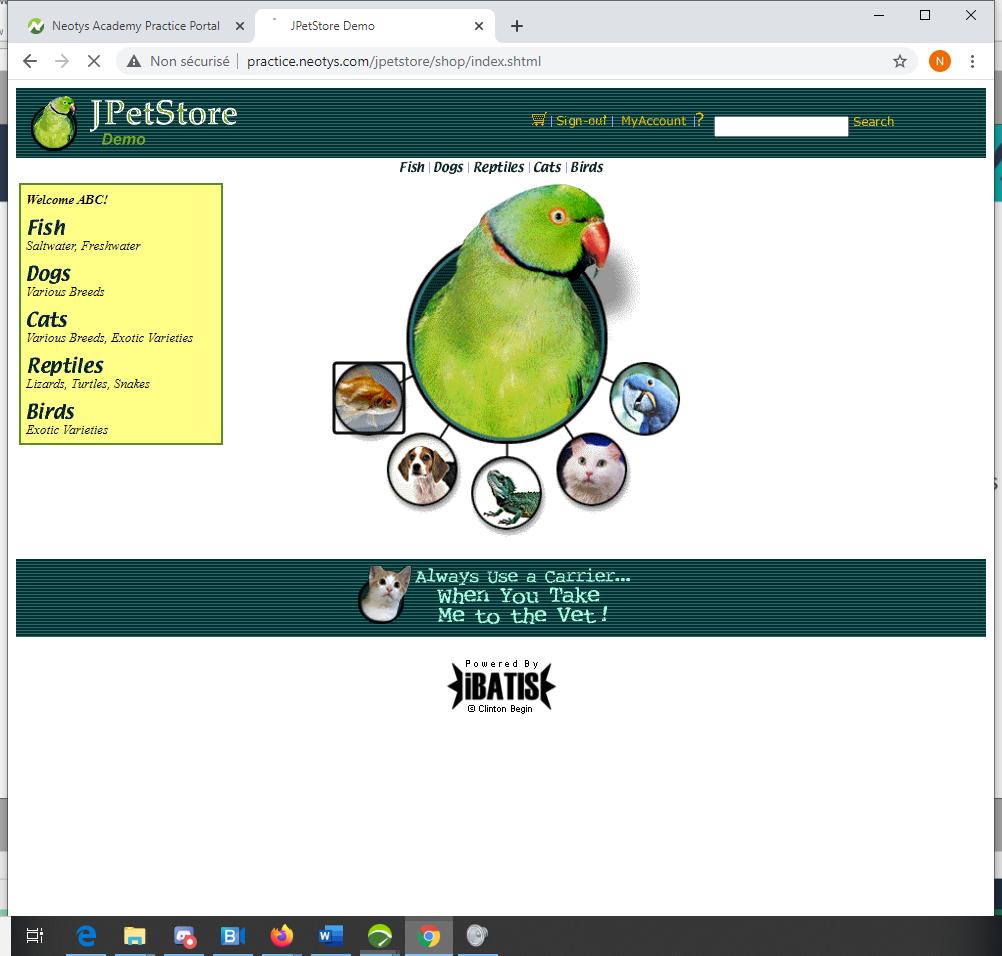 Neotys Academy Practice Portal
JPetStore Demo
Non sécurisé
practice.neotys.com/jpetstore/shop/index.shtml
N
JPetStore
Demo
| Sign-out | MyAccount | ?
Search
Fish | Dogs | Reptiles | Cats | Birds
Welcome ABC!
Fish
Saltwater, Freshwater
Dogs
Various Breeds
Cats
Various Breeds, Exotic Varieties
Reptiles
Lizards, Turtles, Snakes
Birds
Exotic Varieties
Always Use a Carrier...
When You Take
Me to the Vet!
Powered By
iBATIS
© Clinton Begin